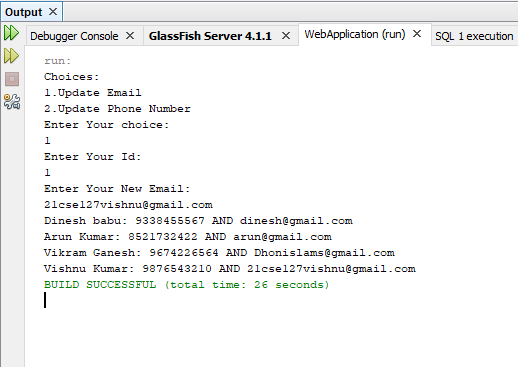 Output
Debugger Console GlassFish Server 4.1.1 WebApplication (run) SQL 1 execution
run:
Choices:
1.Update Email
2.Update Phone Number
Enter Your choice:
1
Enter Your Id:
1
Enter Your New Email:
21cse127vishnu@gmail.com
Dinesh babu: 9338455567 AND dinesh@gmail.com
Arun Kumar: 8521732422 AND arun@gmail.com
Vikram Ganesh: 9674226564 AND Dhonislams@gmail.com
Vishnu Kumar: 9876543210 AND 21cse127vishnu@gmail.com
BUILD SUCCESSFUL (total time: 26 seconds)